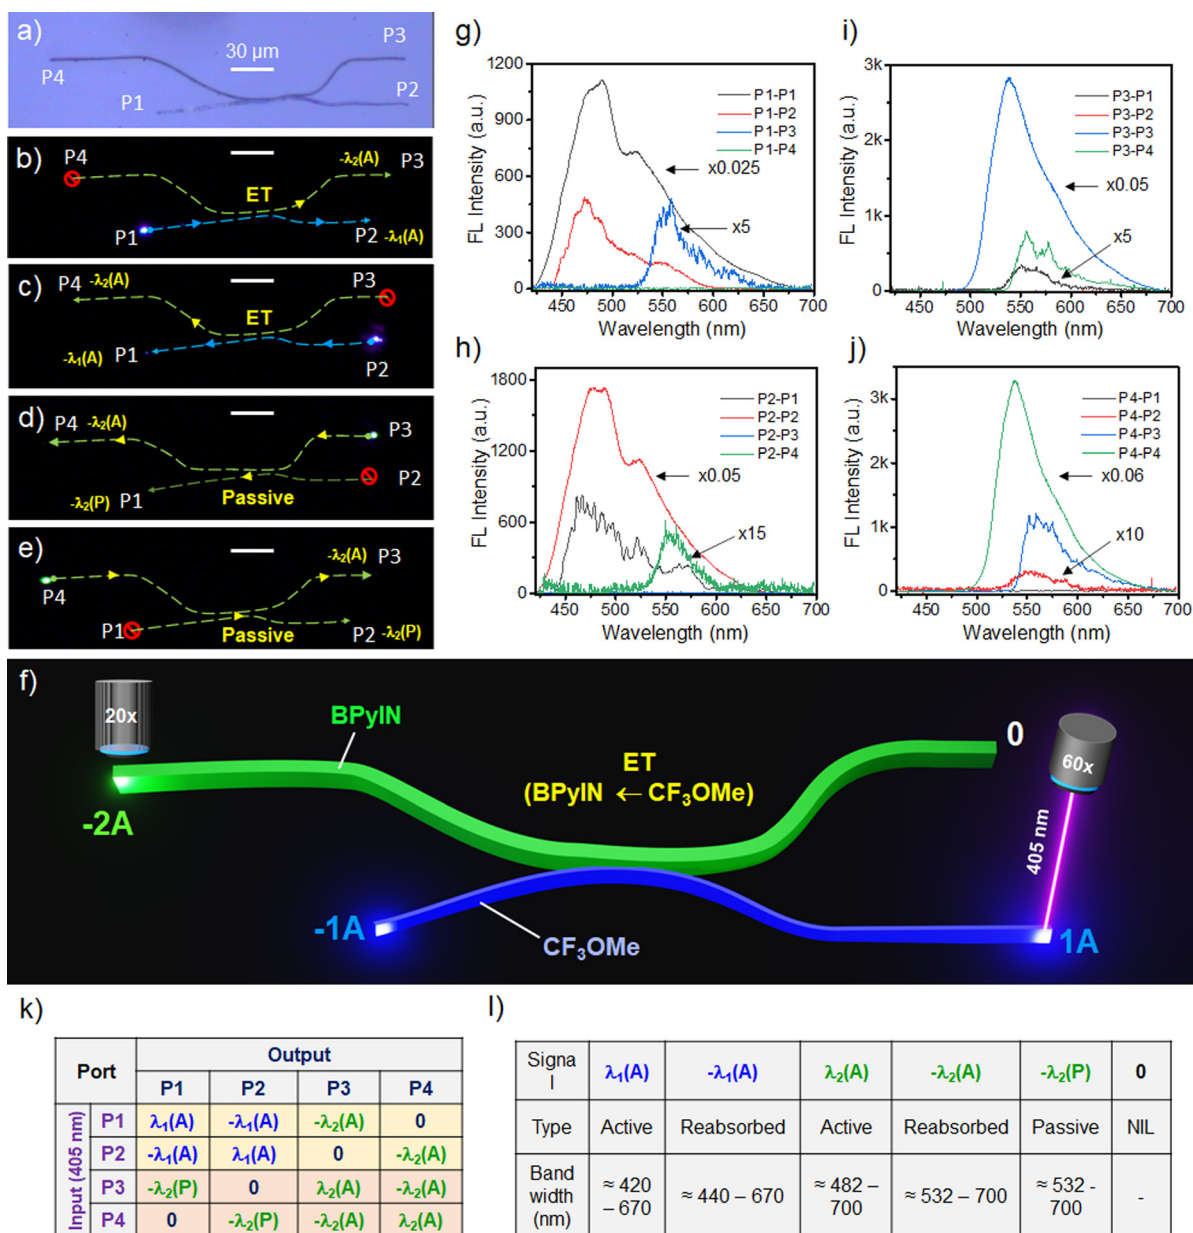 a)
30 µm
P3
P4
P2
P1
b)
P4
-λ₂(A)
P3
ET
P1
P2
-λ₁(A)
c)
P4
-λ₂(A)
P3
ET
-λ₁(A)
P1
P2
d)
P4
-λ₂(A)
P3
P1
P2
-λ₂(P)
Passive
e)
-λ₂(A)
P3
P4
P1
P2
-λ₂(P)
Passive
g)
1200
900
600
300
0
FL Intensity (a.u.)
P1-P1
P1-P2
P1-P3
P1-P4
x0.025
x5
450 500 550 600 650 700
Wavelength (nm)
i)
3k
2k
1k
0
FL Intensity (a.u.)
P3-P1
P3-P2
P3-P3
P3-P4
x0.05
x5
450 500 550 600 650 700
Wavelength (nm)
h)
1800
1200
600
0
FL Intensity (a.u.)
P2-P1
P2-P2
P2-P3
P2-P4
x0.05
x15
450 500 550 600 650 700
Wavelength (nm)
j)
3k
2k
1k
0
FL Intensity (a.u.)
P4-P1
P4-P2
P4-P3
P4-P4
x0.06
x10
450 500 550 600 650 700
Wavelength (nm)
f)
20x
BPyIN
0
60x
ET
(BPyIN ← CF₃OMe)
405 nm
-2A
-1A
CF₃OMe
1A
k)
Port
Output
P1 P2 P3 P4
Input (405 nm)
P1 λ₁(A) -λ₁(A) -λ₂(A) 0
P2 -λ₁(A) λ₁(A) 0 -λ₂(A)
P3 -λ₂(P) 0 λ₂(A) -λ₂(A)
P4 0 -λ₂(P) -λ₂(A) λ₂(A)
l)
Signa
l
λ₁(A) -λ₁(A) λ₂(A) -λ₂(A) -λ₂(P) 0
Type Active Reabsorbed Active Reabsorbed Passive NIL
Band
width
(nm)
≈ 420
– 670
≈ 440 – 670
≈ 482 –
700
≈ 532 – 700
≈ 532 -
700
-